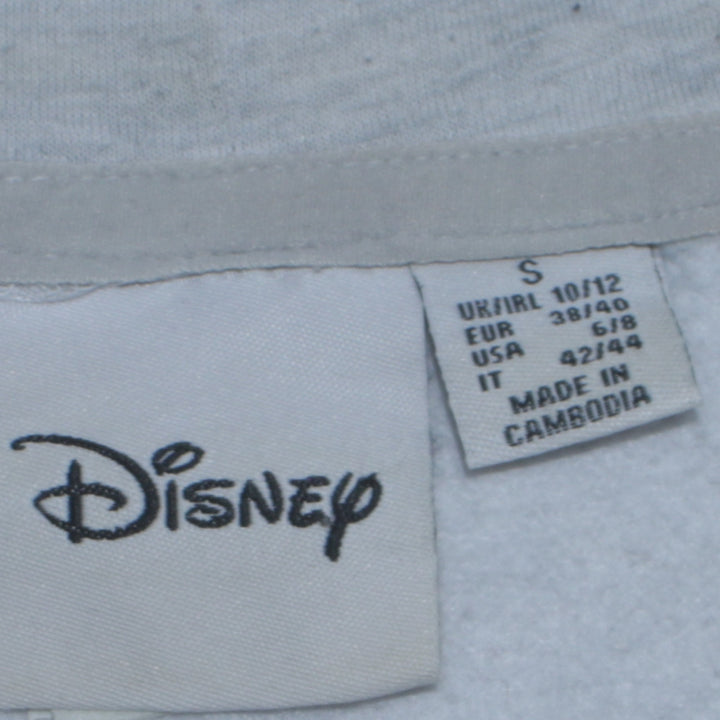 DISNEY
S
UK/IRL 10/12
EUR 38/40
USA 6/8
IT 42/44
MADE IN
CAMBODIA